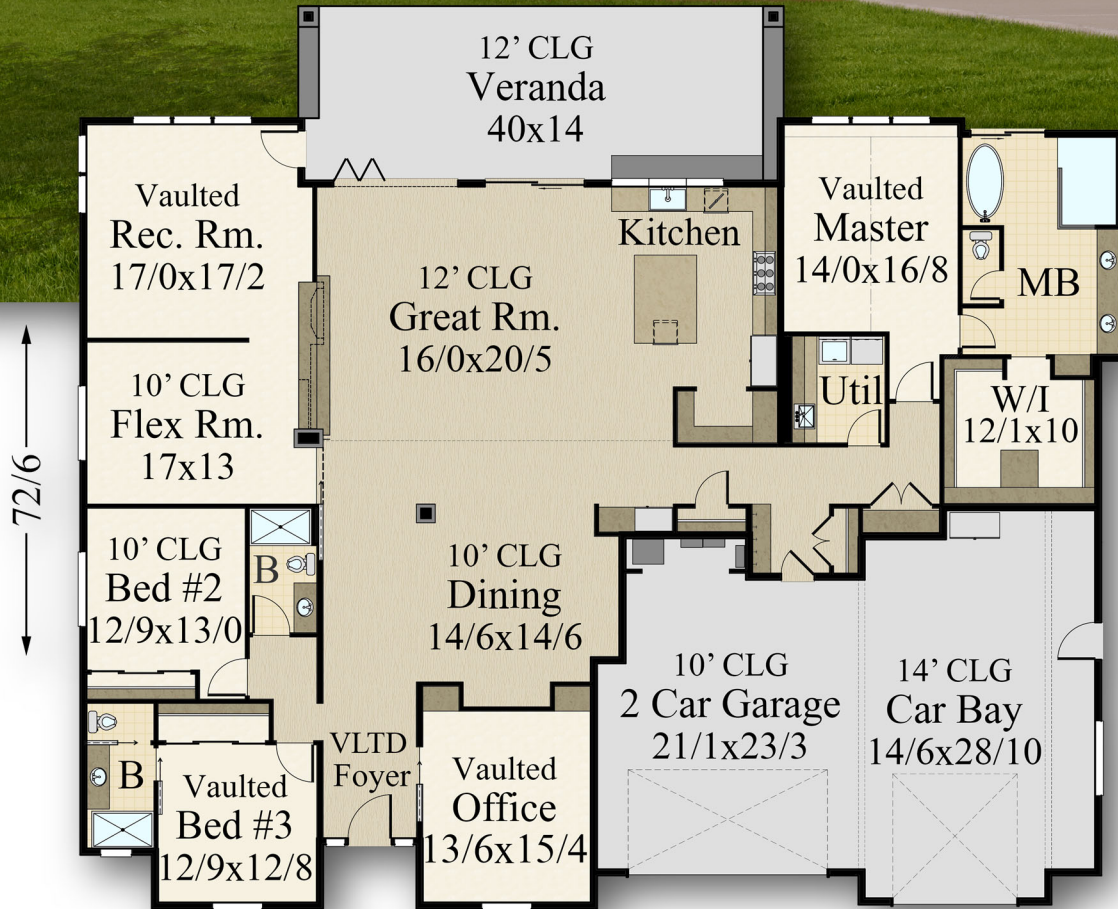 12’ CLG
Veranda
40x14
Vaulted
Rec. Rm.
17/0x17/2
12’ CLG
Great Rm.
16/0x20/5
Kitchen
Vaulted
Master
14/0x16/8
MB
10’ CLG
Flex Rm.
17x13
Util
W/I
12/1x10
72/6
10’ CLG
Bed #2
12/9x13/0
B
10’ CLG
Dining
14/6x14/6
10’ CLG
2 Car Garage
21/1x23/3
14’ CLG
Car Bay
14/6x28/10
B
Vaulted
Bed #3
12/9x12/8
VLTD
Foyer
Vaulted
Office
13/6x15/4